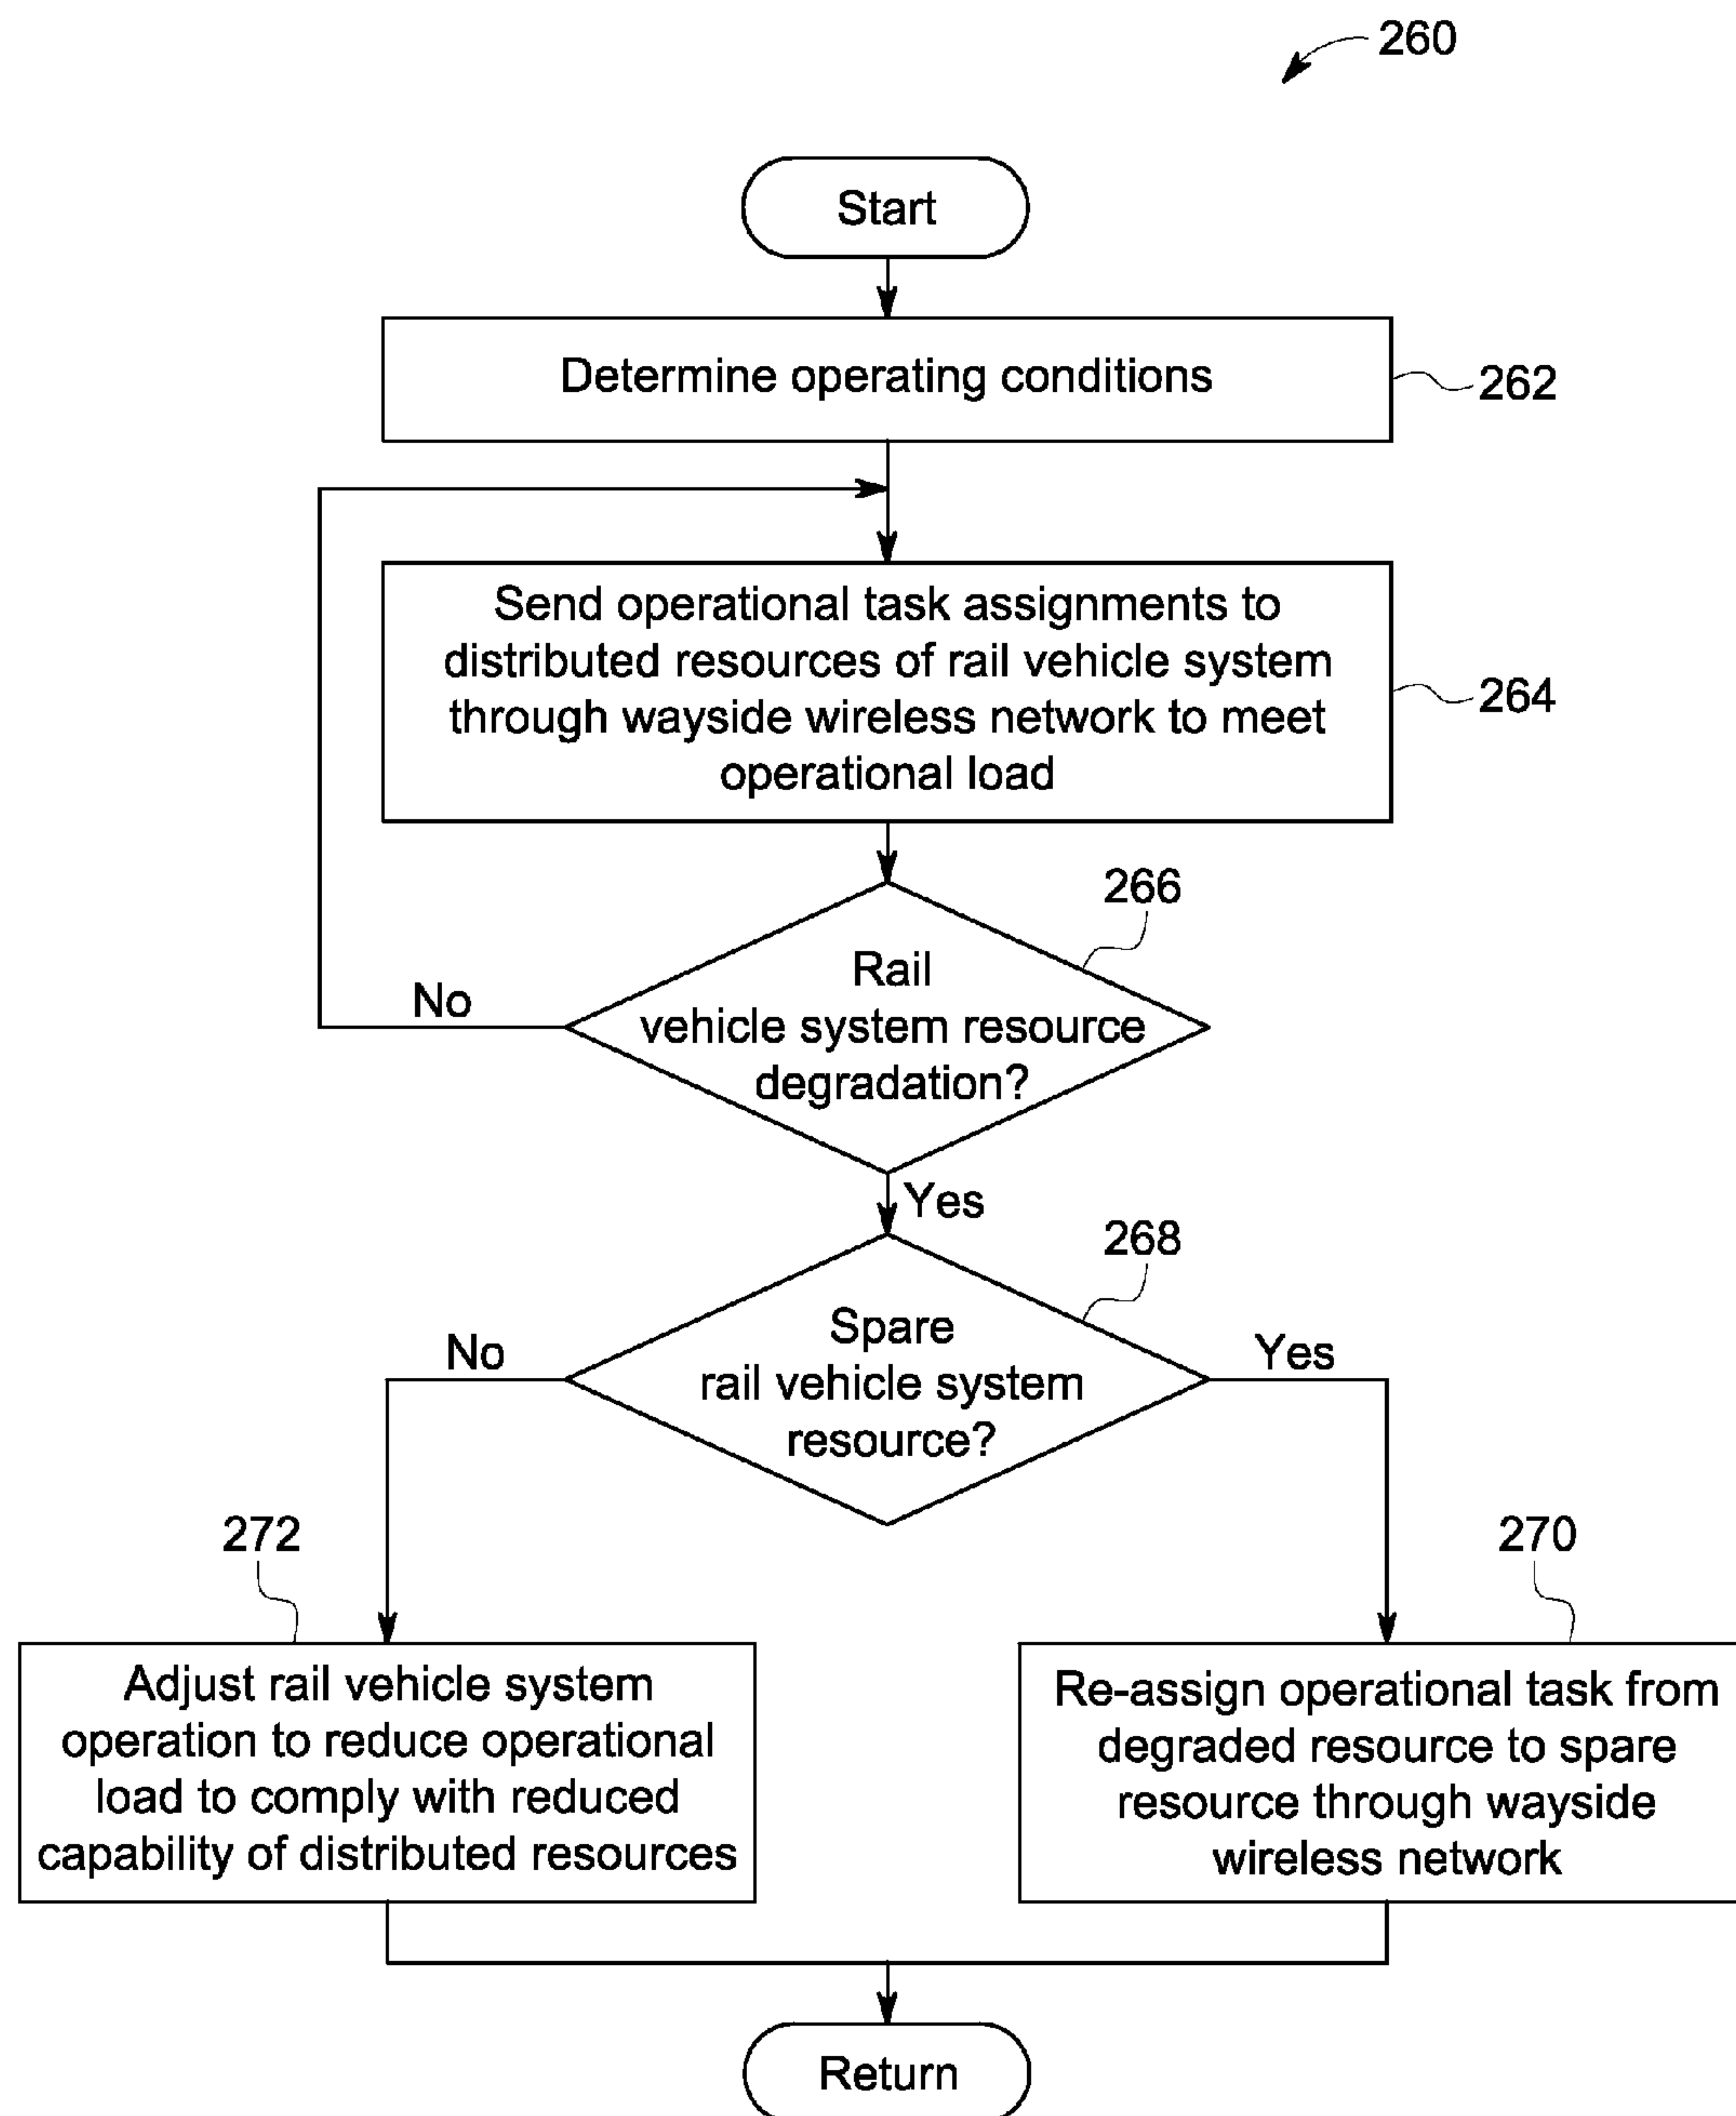 260
Start
Determine operating conditions
262
Send operational task assignments to
distributed resources of rail vehicle system
through wayside wireless network to meet
operational load
264
266
Rail
vehicle system resource
degradation?
No
Yes
268
Spare
rail vehicle system
resource?
No
Yes
272
270
Adjust rail vehicle system
operation to reduce operational
load to comply with reduced
capability of distributed resources
Re-assign operational task from
degraded resource to spare
resource through wayside
wireless network
Return